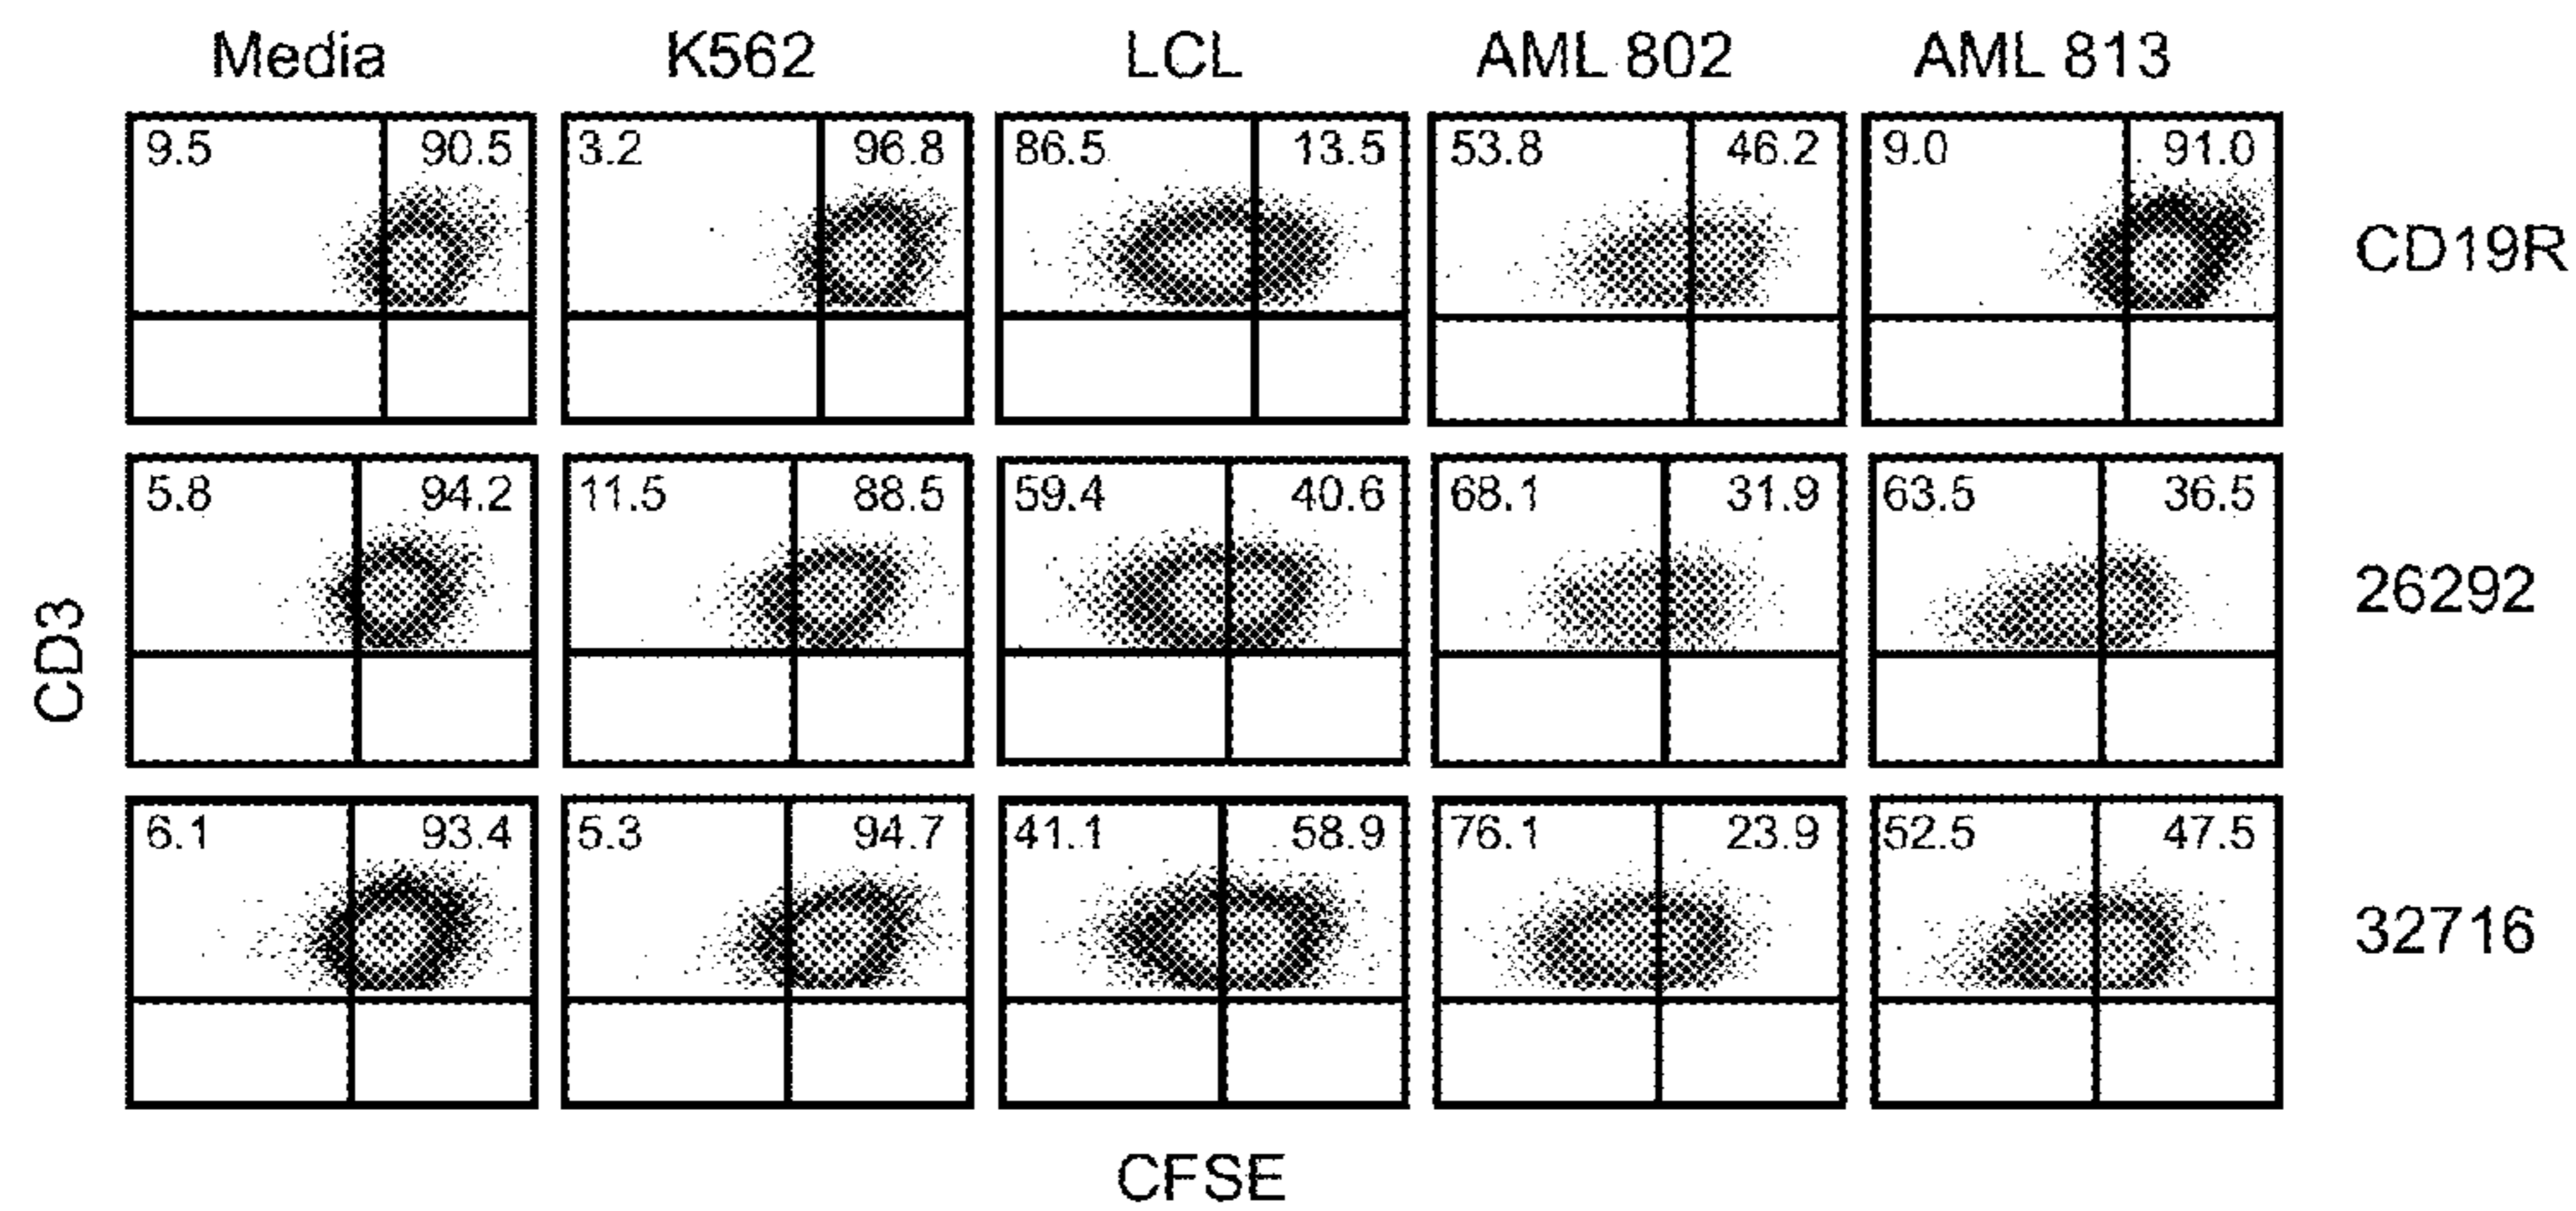 Media K562 LCL AML 802 AML 813
9.5 90.5 3.2 96.8 86.5 13.5 53.8 46.2 9.0 91.0
CD19R
5.8 94.2 11.5 88.5 59.4 40.6 68.1 31.9 63.5 36.5
26292
CD3
6.1 93.4 5.3 94.7 41.1 58.9 76.1 23.9 52.5 47.5
32716
CFSE